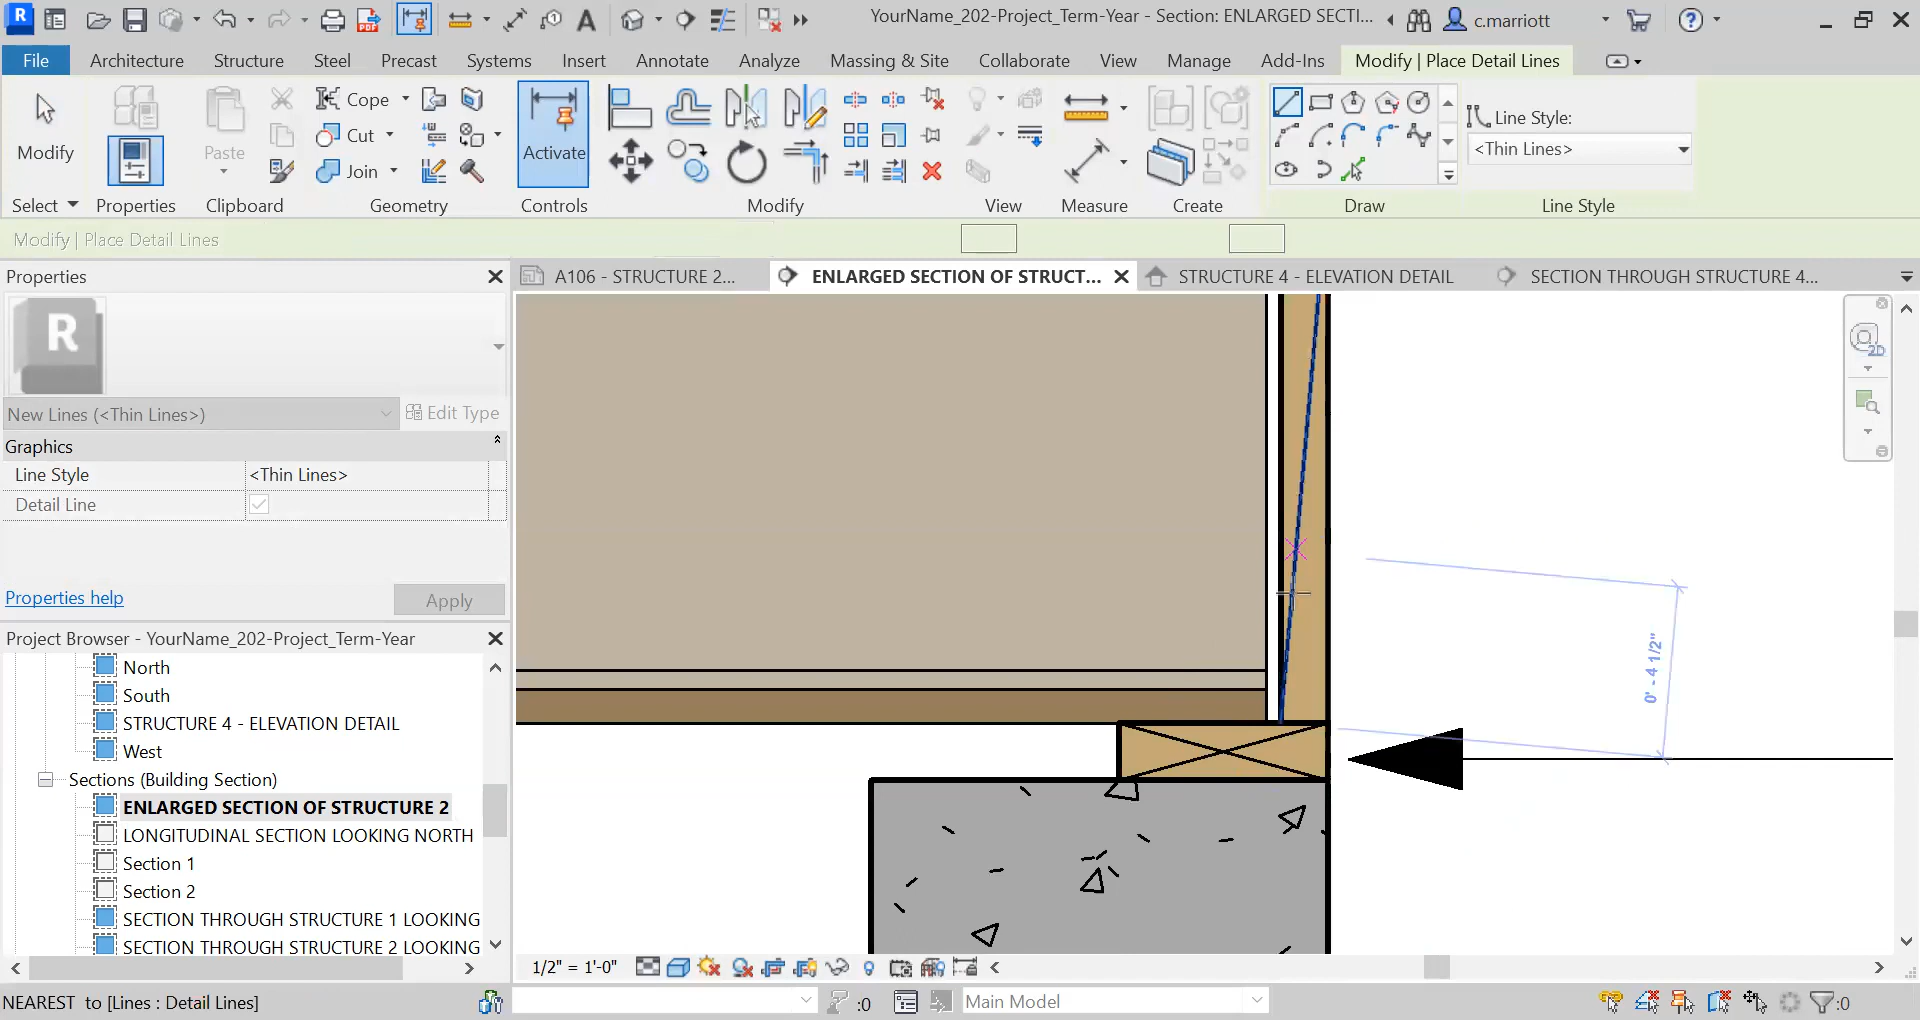 YourName_202-Project_Term-Year - Section: ENLARGED SECTI...
c.marriott
File
Architecture
Structure
Steel
Precast
Systems
Insert
Annotate
Analyze
Massing & Site
Collaborate
View
Manage
Add-Ins
Modify | Place Detail Lines
Modify
Paste
Cope
Cut
Join
Activate
Line Style:
<Thin Lines>
Select
Properties
Clipboard
Geometry
Controls
Modify
View
Measure
Create
Draw
Line Style
Modify | Place Detail Lines
Properties
A106 - STRUCTURE 2...
ENLARGED SECTION OF STRUCT...
STRUCTURE 4 - ELEVATION DETAIL
SECTION THROUGH STRUCTURE 4...
R
New Lines (<Thin Lines>)
Edit Type
Graphics
Line Style
<Thin Lines>
Detail Line
Properties help
Apply
Project Browser - YourName_202-Project_Term-Year
North
South
STRUCTURE 4 - ELEVATION DETAIL
West
Sections (Building Section)
ENLARGED SECTION OF STRUCTURE 2
LONGITUDINAL SECTION LOOKING NORTH
Section 1
Section 2
SECTION THROUGH STRUCTURE 1 LOOKING
SECTION THROUGH STRUCTURE 2 LOOKING
2D
0' - 4 1/2"
1/2" = 1'-0"
NEAREST to [Lines : Detail Lines]
:0
Main Model
:0